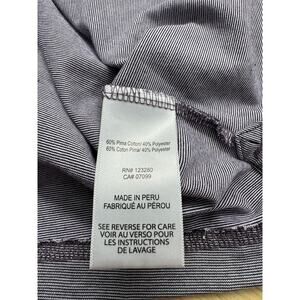 60% Pima Cotton/ 40% Polyester
60% Coton Pima/ 40% Polyester
RN# 123280
CA# 07099
MADE IN PERU
FABRIQUÉ AU PÉROU
SEE REVERSE FOR CARE
VOIR AU VERSO POUR
LES INSTRUCTIONS
DE LAVAGE